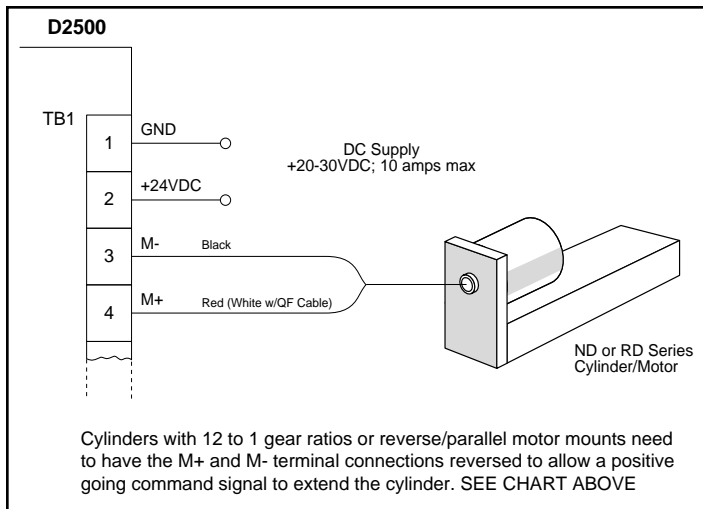 D2500
TB1
1
GND
DC Supply
+20-30VDC; 10 amps max
2
+24VDC
3
M-
Black
4
M+
Red (White w/QF Cable)
ND or RD Series
Cylinder/Motor
Cylinders with 12 to 1 gear ratios or reverse/parallel motor mounts need
to have the M+ and M- terminal connections reversed to allow a positive
going command signal to extend the cylinder. SEE CHART ABOVE